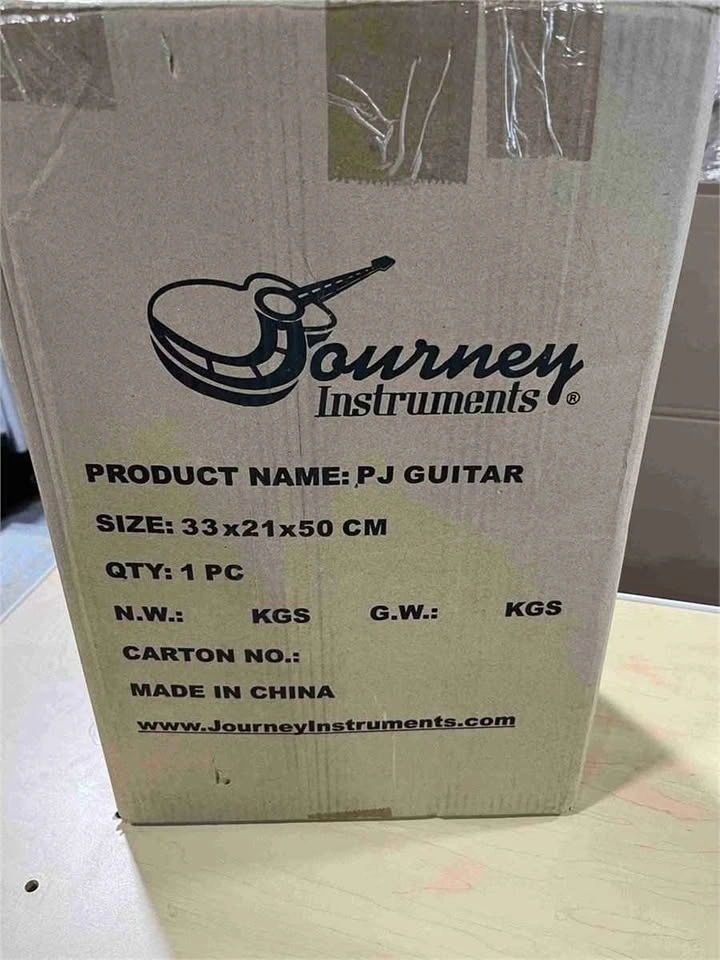 Journey
Instruments ®
PRODUCT NAME: PJ GUITAR
SIZE: 33x21x50 CM
QTY: 1 PC
N.W.: KGS G.W.: KGS
CARTON NO.:
MADE IN CHINA
www.JourneyInstruments.com